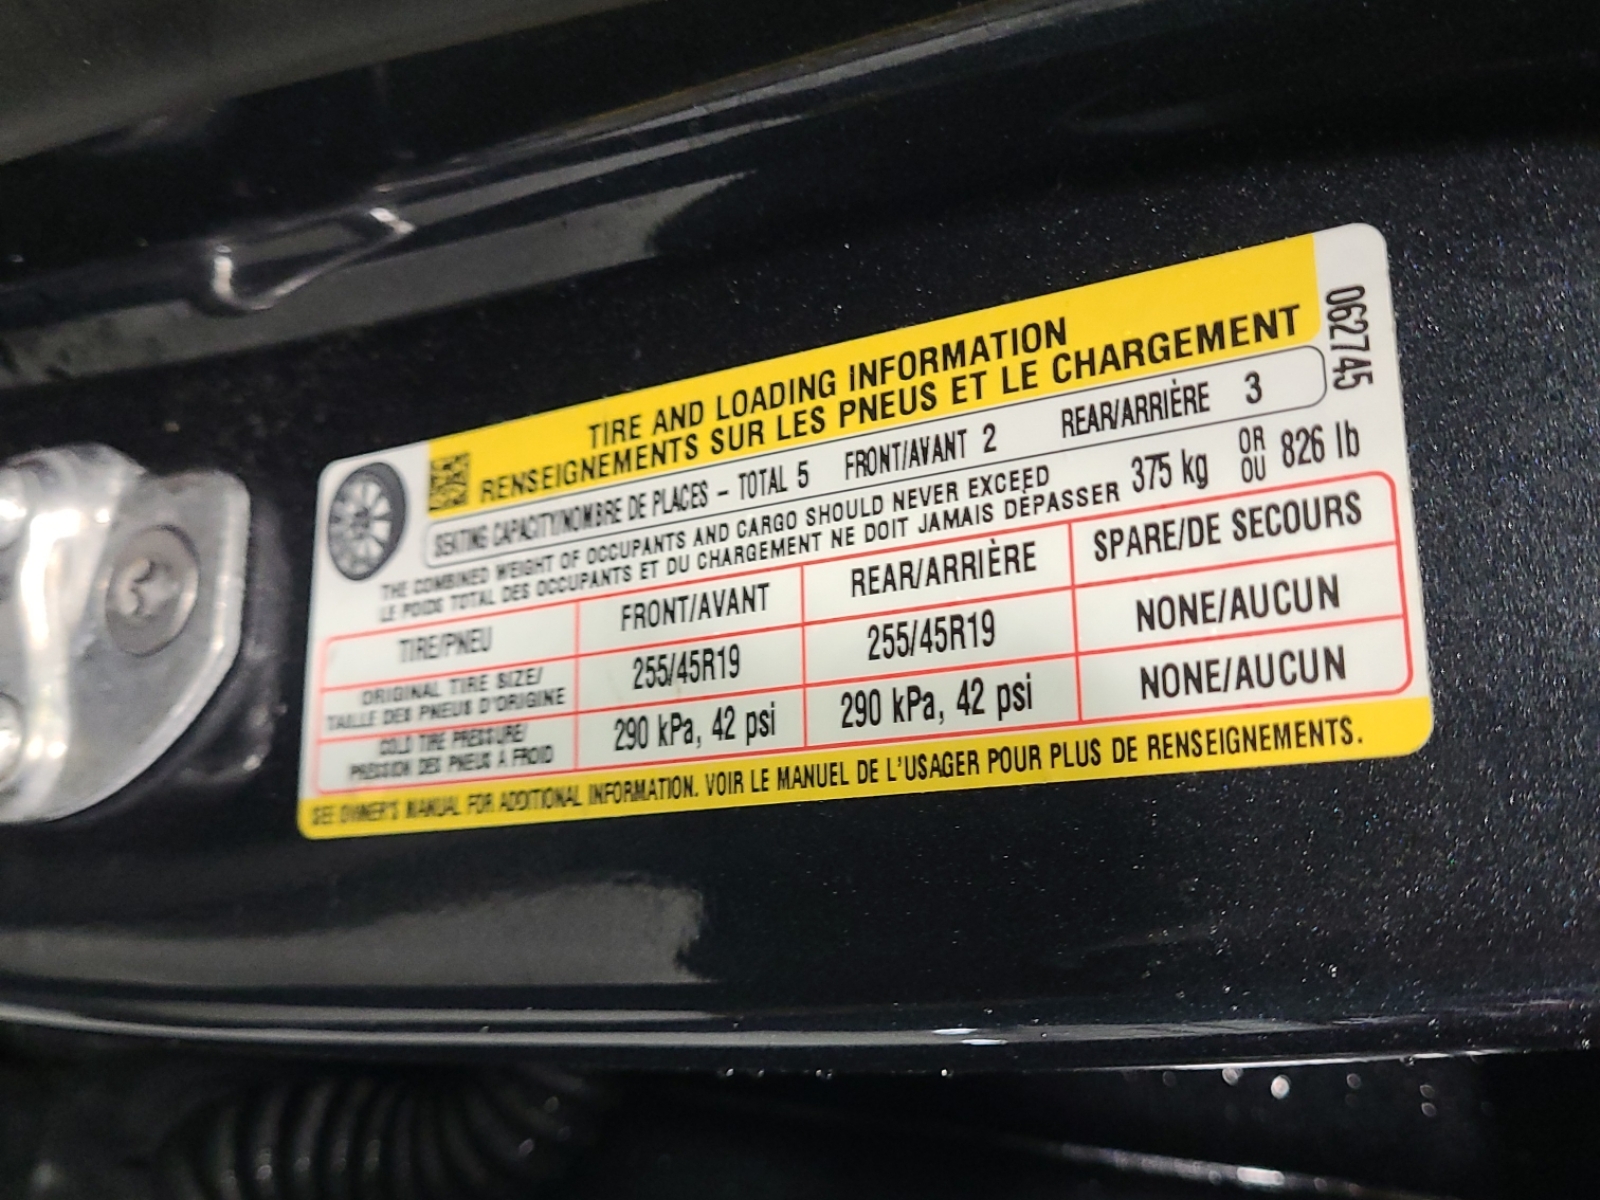 TIRE AND LOADING INFORMATION
RENSEIGNEMENTS SUR LES PNEUS ET LE CHARGEMENT
062745
SEATING CAPACITY/NOMBRE DE PLACES – TOTAL 5 FRONT/AVANT 2 REAR/ARRIÈRE 3
THE COMBINED WEIGHT OF OCCUPANTS AND CARGO SHOULD NEVER EXCEED
LE POIDS TOTAL DES OCCUPANTS ET DU CHARGEMENT NE DOIT JAMAIS DÉPASSER
375 kg OR OU 826 lb
TIRE/PNEU FRONT/AVANT REAR/ARRIÈRE SPARE/DE SECOURS
ORIGINAL TIRE SIZE/
TAILLE DES PNEUS D'ORIGINE
255/45R19 255/45R19 NONE/AUCUN
COLD TIRE PRESSURE/
PRESSION DES PNEUS À FROID
290 kPa, 42 psi 290 kPa, 42 psi NONE/AUCUN
SEE OWNER'S MANUAL FOR ADDITIONAL INFORMATION. VOIR LE MANUEL DE L'USAGER POUR PLUS DE RENSEIGNEMENTS.